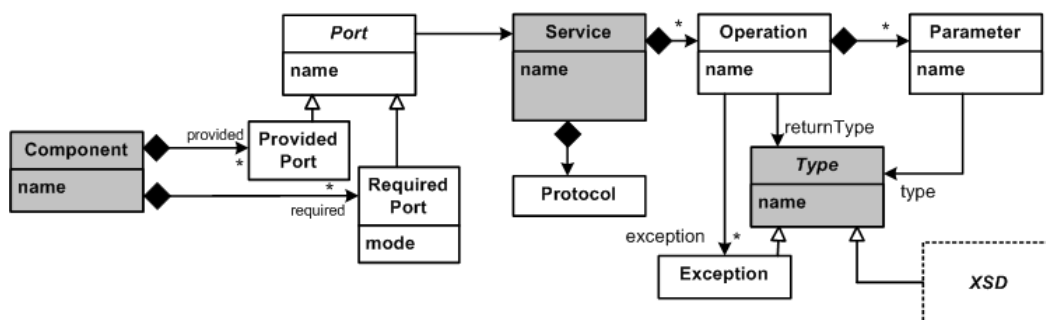 Port
name
Service
name
*
Operation
name
*
Parameter
name
Component
name
provided
*
Provided
Port
*
required
Required
Port
mode
Protocol
returnType
Type
name
type
exception
*
Exception
XSD